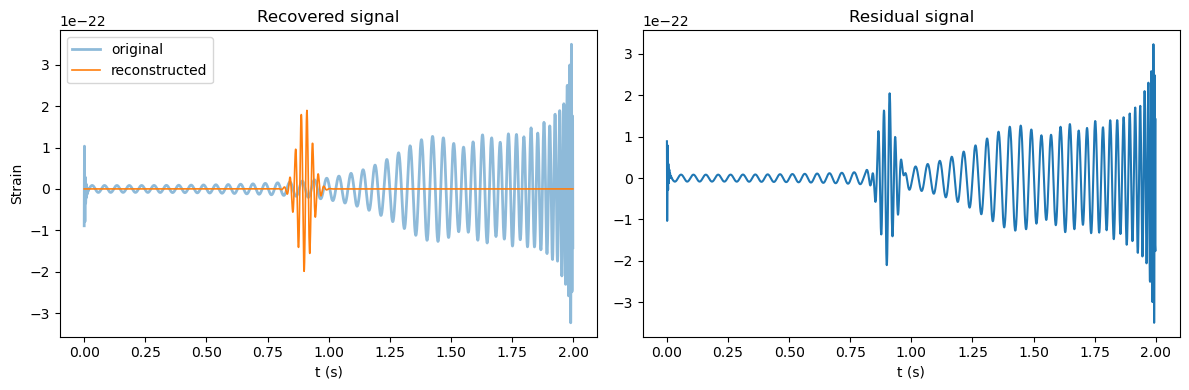 Recovered signal
1e−22
original
reconstructed
3
2
1
0
−1
−2
−3
Strain
0.00 0.25 0.50 0.75 1.00 1.25 1.50 1.75 2.00
t (s)
Residual signal
1e−22
3
2
1
0
−1
−2
−3
0.00 0.25 0.50 0.75 1.00 1.25 1.50 1.75 2.00
t (s)